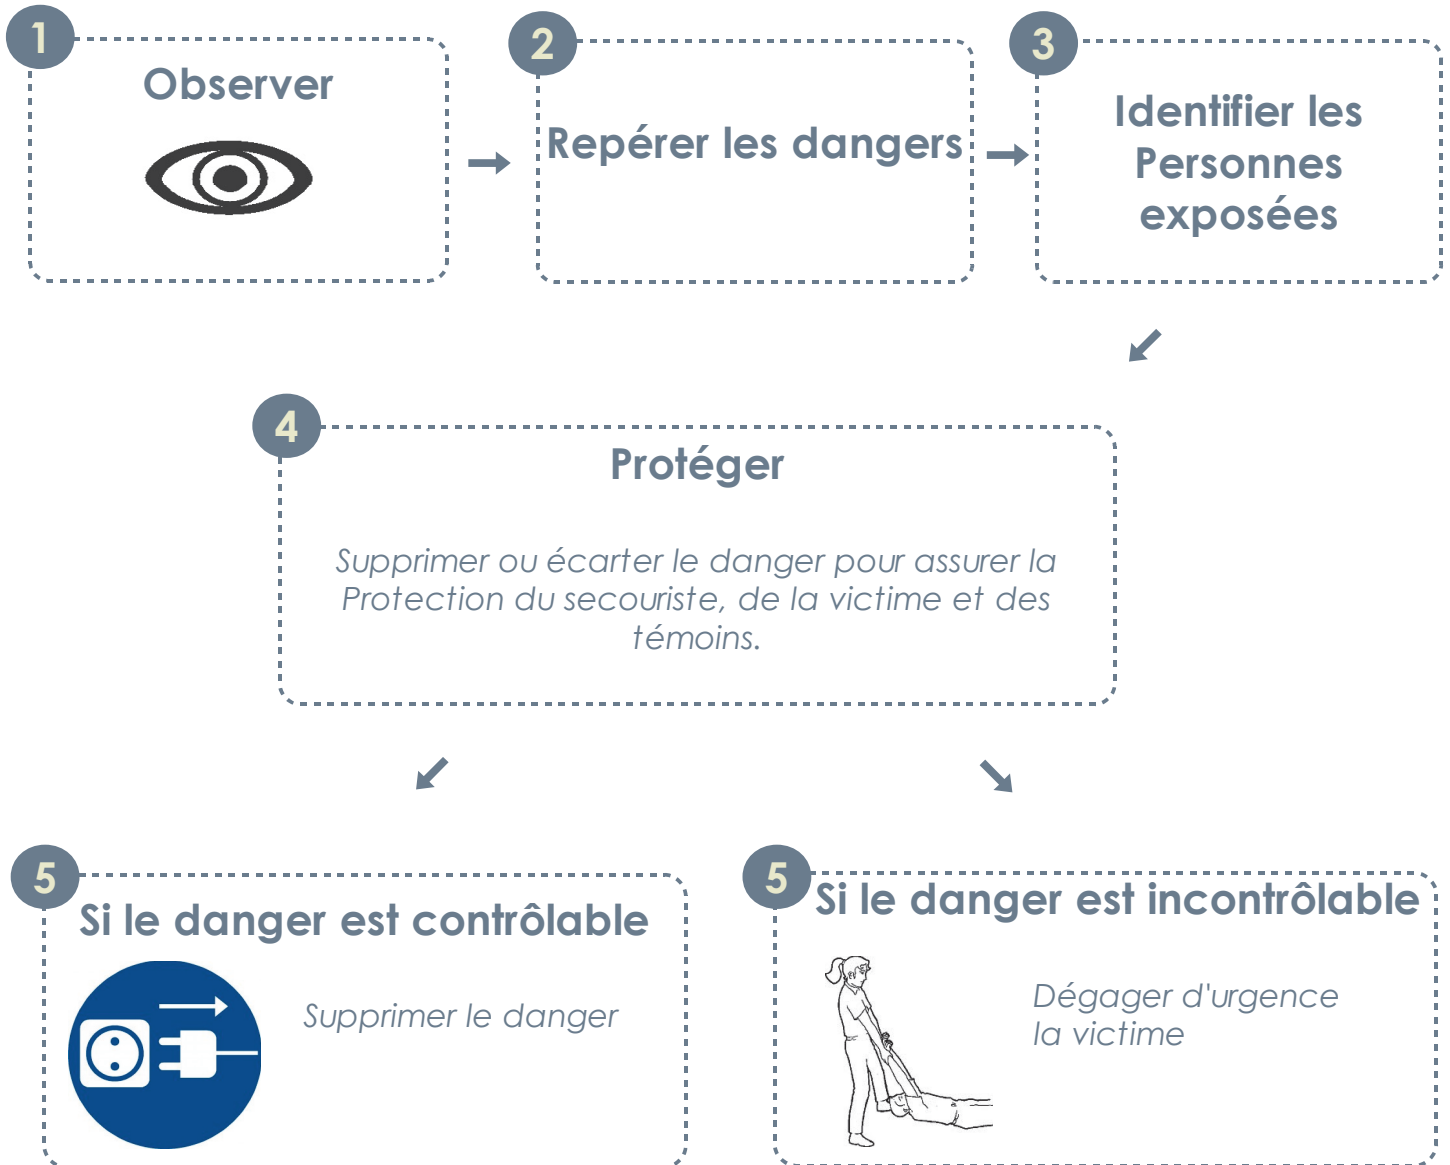 1
Observer
2
Repérer les dangers
3
Identifier les
Personnes
exposées
4
Protéger
Supprimer ou écarter le danger pour assurer la
Protection du secouriste, de la victime et des
témoins.
5
Si le danger est contrôlable
Supprimer le danger
5
Si le danger est incontrôlable
Dégager d'urgence
la victime